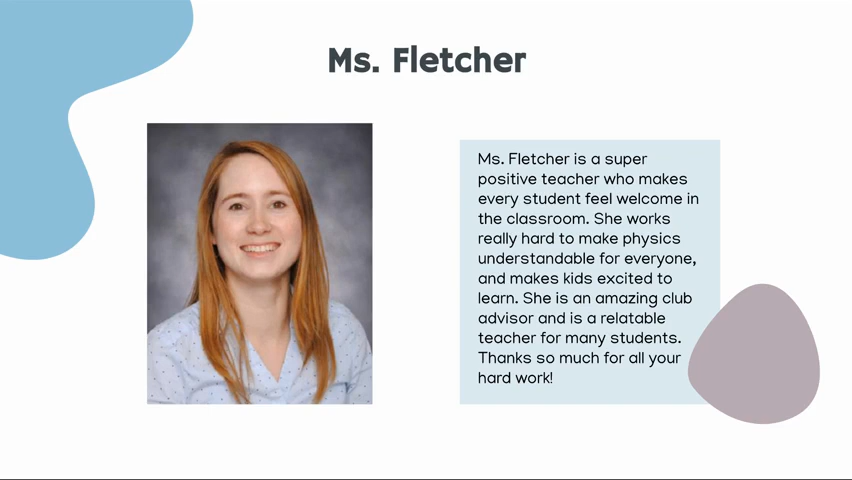 Ms. Fletcher
Ms. Fletcher is a super
positive teacher who makes
every student feel welcome in
the classroom. She works
really hard to make physics
understandable for everyone,
and makes kids excited to
learn. She is an amazing club
advisor and is a relatable
teacher for many students.
Thanks so much for all your
hard work!